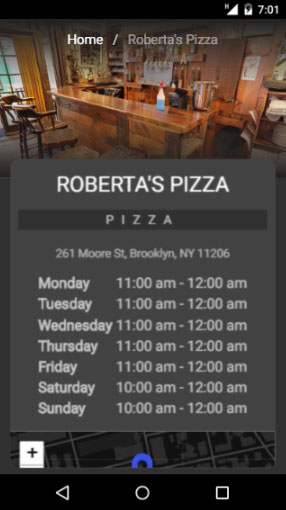 7:01
Home / Roberta's Pizza
ROBERTA'S PIZZA
PIZZA
261 Moore St, Brooklyn, NY 11206
Monday 11:00 am - 12:00 am
Tuesday 11:00 am - 12:00 am
Wednesday 11:00 am - 12:00 am
Thursday 11:00 am - 12:00 am
Friday 11:00 am - 12:00 am
Saturday 10:00 am - 12:00 am
Sunday 10:00 am - 12:00 am
+